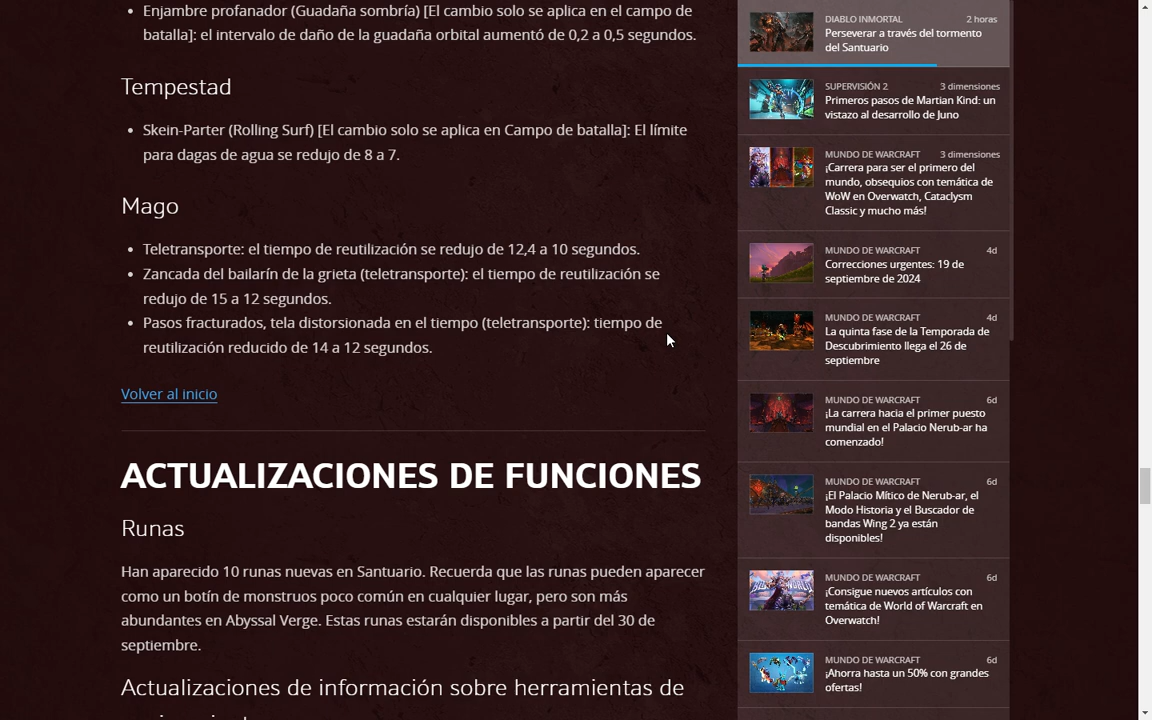 Enjambre profanador (Guadaña sombría) [El cambio solo se aplica en el campo de
batalla]: el intervalo de daño de la guadaña orbital aumentó de 0,2 a 0,5 segundos.
Tempestad
Skein-Parter (Rolling Surf) [El cambio solo se aplica en Campo de batalla]: El límite
para dagas de agua se redujo de 8 a 7.
Mago
Teletransporte: el tiempo de reutilización se redujo de 12,4 a 10 segundos.
Zancada del bailarín de la grieta (teletransporte): el tiempo de reutilización se
redujo de 15 a 12 segundos.
Pasos fracturados, tela distorsionada en el tiempo (teletransporte): tiempo de
reutilización reducido de 14 a 12 segundos.
Volver al inicio
ACTUALIZACIONES DE FUNCIONES
Runas
Han aparecido 10 runas nuevas en Santuario. Recuerda que las runas pueden aparecer
como un botín de monstruos poco común en cualquier lugar, pero son más
abundantes en Abyssal Verge. Estas runas estarán disponibles a partir del 30 de
septiembre.
Actualizaciones de información sobre herramientas de
DIABLO INMORTAL 2 horas
Perseverar a través del tormento
del Santuario
SUPERVISIÓN 2 3 dimensiones
Primeros pasos de Martian Kind: un
vistazo al desarrollo de Juno
MUNDO DE WARCRAFT 3 dimensiones
¡Carrera para ser el primero del
mundo, obsequios con temática de
WoW en Overwatch, Cataclysm
Classic y mucho más!
MUNDO DE WARCRAFT 4d
Correcciones urgentes: 19 de
septiembre de 2024
MUNDO DE WARCRAFT 4d
La quinta fase de la Temporada de
Descubrimiento llega el 26 de
septiembre
MUNDO DE WARCRAFT 6d
¡La carrera hacia el primer puesto
mundial en el Palacio Nerub-ar ha
comenzado!
MUNDO DE WARCRAFT 6d
¡El Palacio Mítico de Nerub-ar, el
Modo Historia y el Buscador de
bandas Wing 2 ya están
disponibles!
MUNDO DE WARCRAFT 6d
¡Consigue nuevos artículos con
temática de World of Warcraft en
Overwatch!
MUNDO DE WARCRAFT 6d
¡Ahorra hasta un 50% con grandes
ofertas!